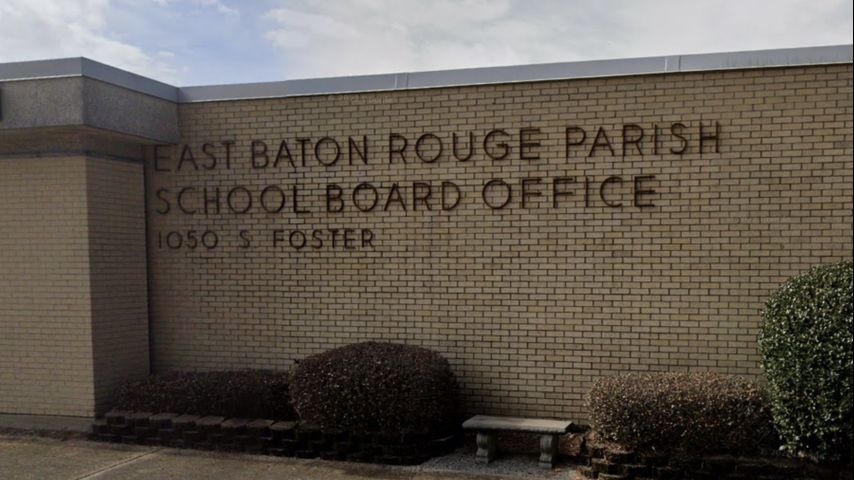 EAST BATON ROUGE PARISH
SCHOOL BOARD OFFICE
1050 S FOSTER